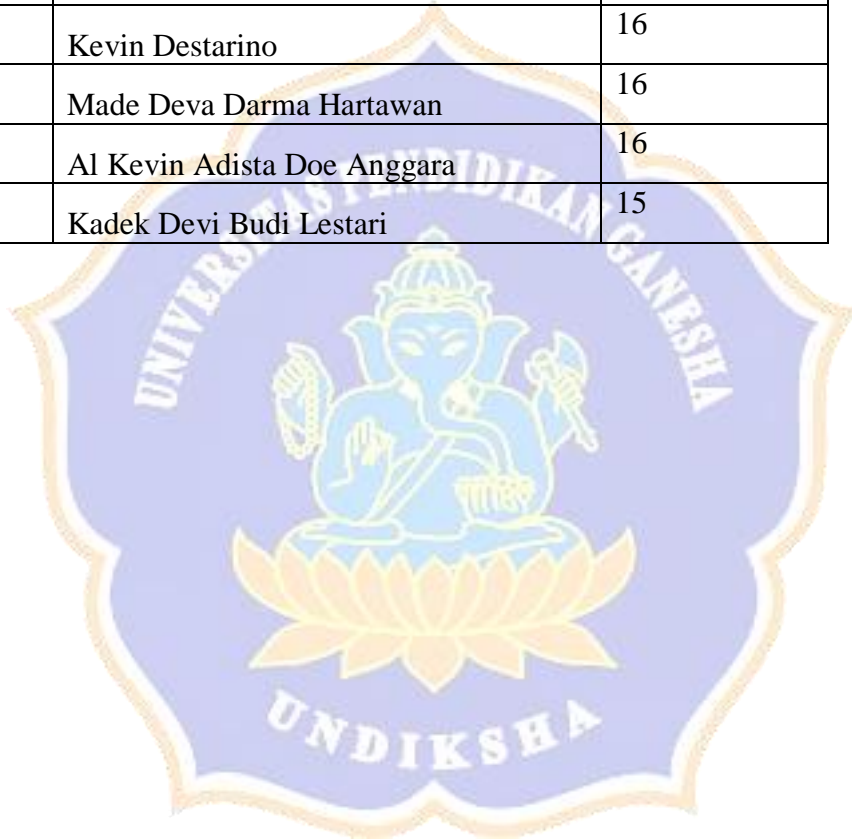 Kevin Destarino 16
Made Deva Darma Hartawan 16
Al Kevin Adista Doe Anggara 16
Kadek Devi Budi Lestari 15
UNIVERSITAS PENDIDIKAN GANESHA
UNDIKSHA